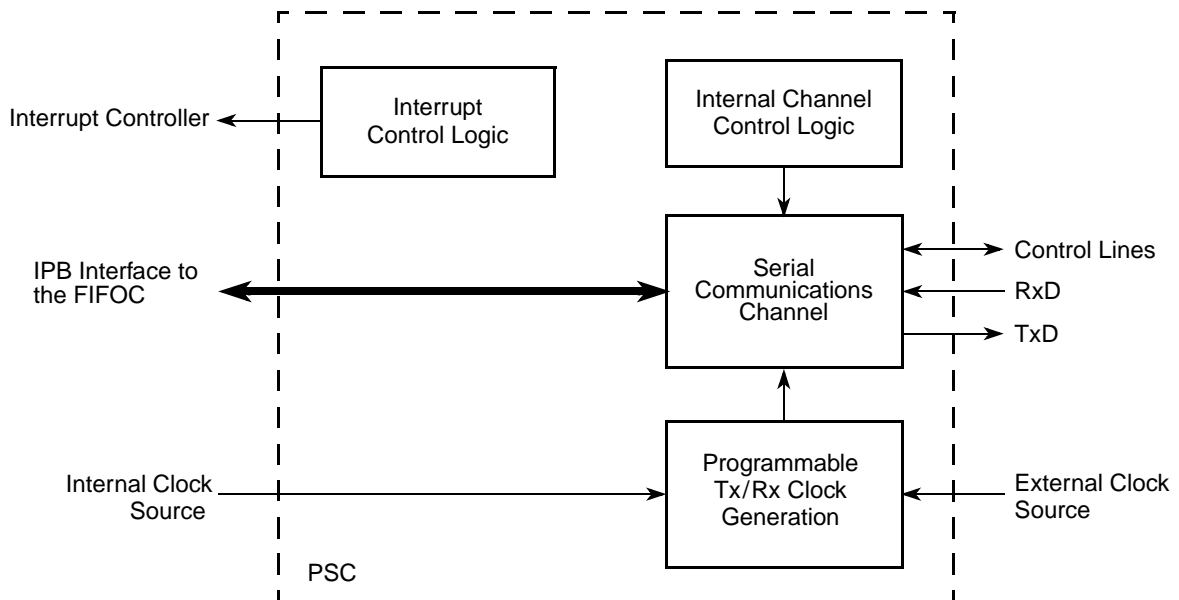 Interrupt Controller
Interrupt
Control Logic
Internal Channel
Control Logic
IPB Interface to
the FIFOC
Serial
Communications
Channel
Control Lines
RxD
TxD
Internal Clock
Source
Programmable
Tx/Rx Clock
Generation
External Clock
Source
PSC